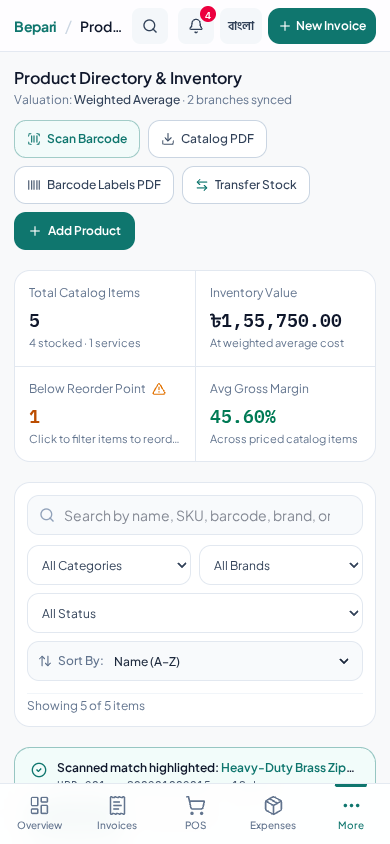 Bepari / Prod...
4
বাংলা
+ New Invoice
Product Directory & Inventory
Valuation: Weighted Average · 2 branches synced
Scan Barcode
Catalog PDF
Barcode Labels PDF
Transfer Stock
+ Add Product
Total Catalog Items
5
4 stocked · 1 services
Inventory Value
৳1,55,750.00
At weighted average cost
Below Reorder Point
1
Click to filter items to reord...
Avg Gross Margin
45.60%
Across priced catalog items
Search by name, SKU, barcode, brand, or
All Categories
All Brands
All Status
Sort By: Name (A–Z)
Showing 5 of 5 items
Scanned match highlighted: Heavy-Duty Brass Zip...
Overview
Invoices
POS
Expenses
More